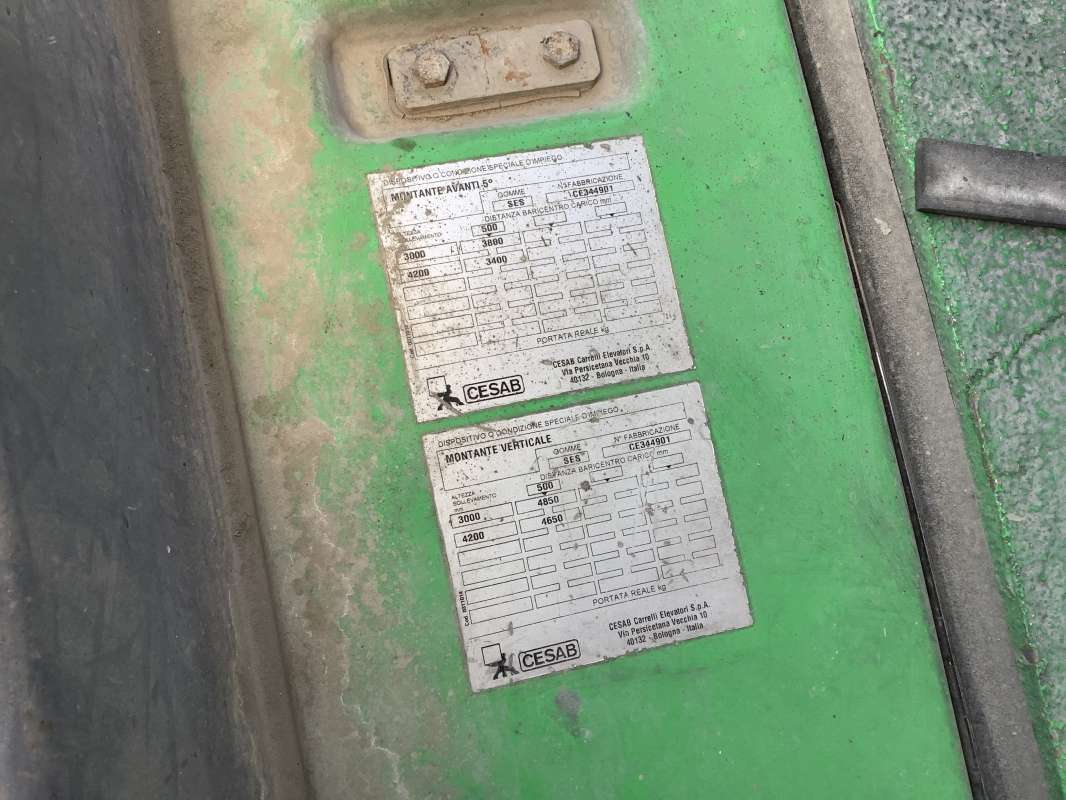 DISPOSITIVO O CONDIZIONE SPECIALE D'IMPIEGO
MONTANTE AVANTI 5°
GOMME
SES
N° FABBRICAZIONE
CE344901
DISTANZA BARICENTRO CARICO mm
SOLLEVAMENTO
500
3000 3800
4200 3400
PORTATA REALE kg
CESAB
CESAB Carrelli Elevatori S.p.A.
Via Persicetana Vecchia 10
40132 - Bologna - Italia
DISPOSITIVO O CONDIZIONE SPECIALE D'IMPIEGO
MONTANTE VERTICALE
GOMME
SES
N° FABBRICAZIONE
CE344901
DISTANZA BARICENTRO CARICO mm
ALTEZZA
SOLLEVAMENTO
mm
500
3000 4850
4200 4650
PORTATA REALE kg
CESAB
CESAB Carrelli Elevatori S.p.A.
Via Persicetana Vecchia 10
40132 - Bologna - Italia